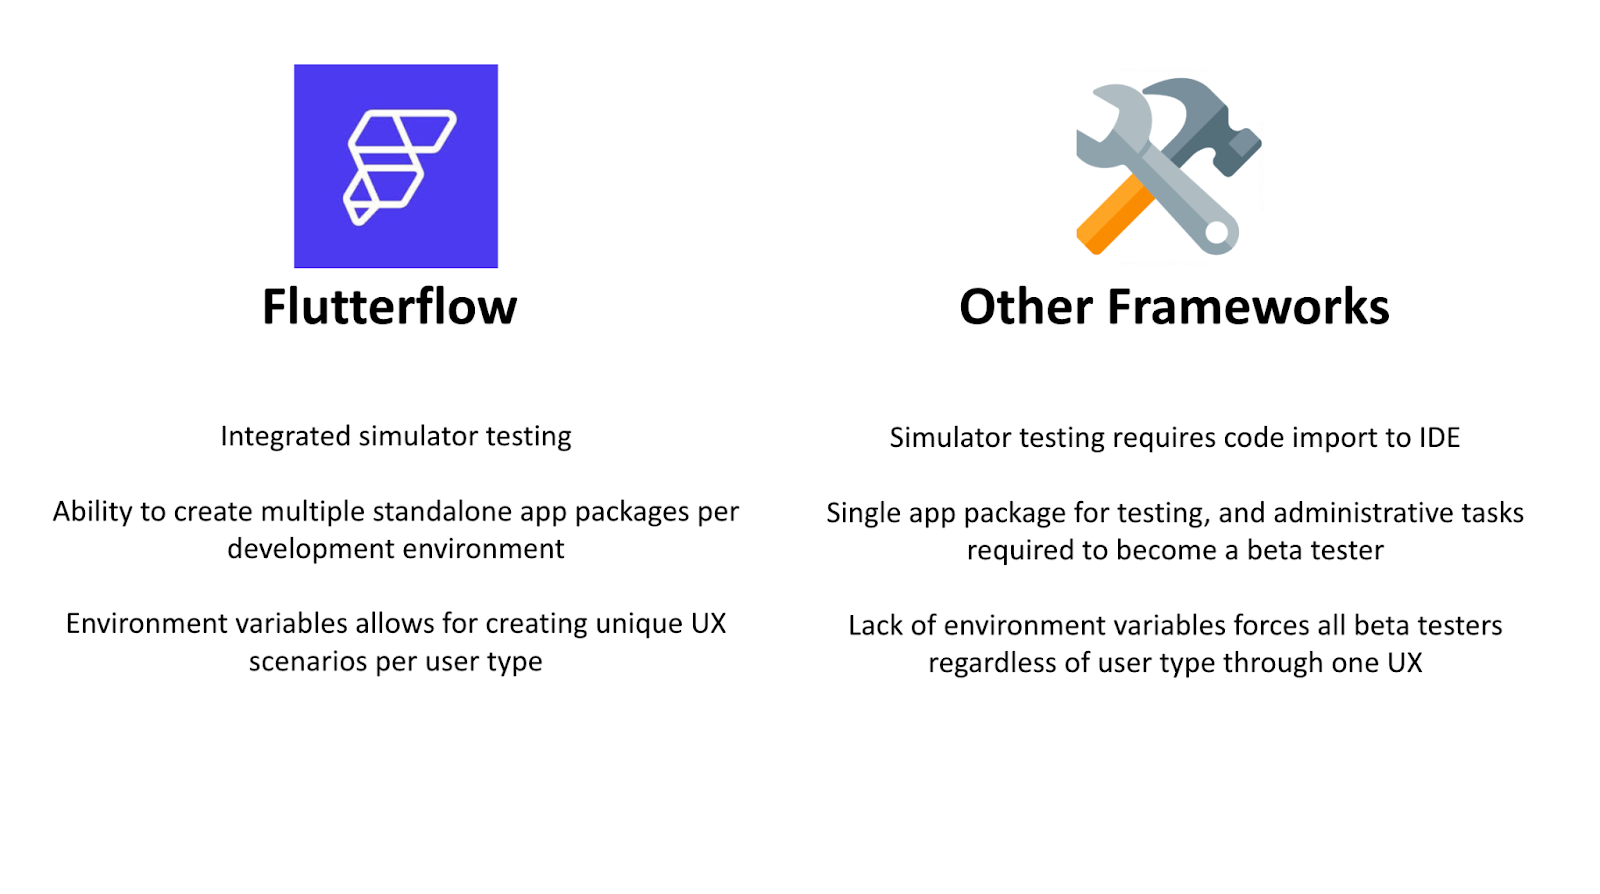 Flutterflow
Integrated simulator testing
Ability to create multiple standalone app packages per
development environment
Environment variables allows for creating unique UX
scenarios per user type
Other Frameworks
Simulator testing requires code import to IDE
Single app package for testing, and administrative tasks
required to become a beta tester
Lack of environment variables forces all beta testers
regardless of user type through one UX